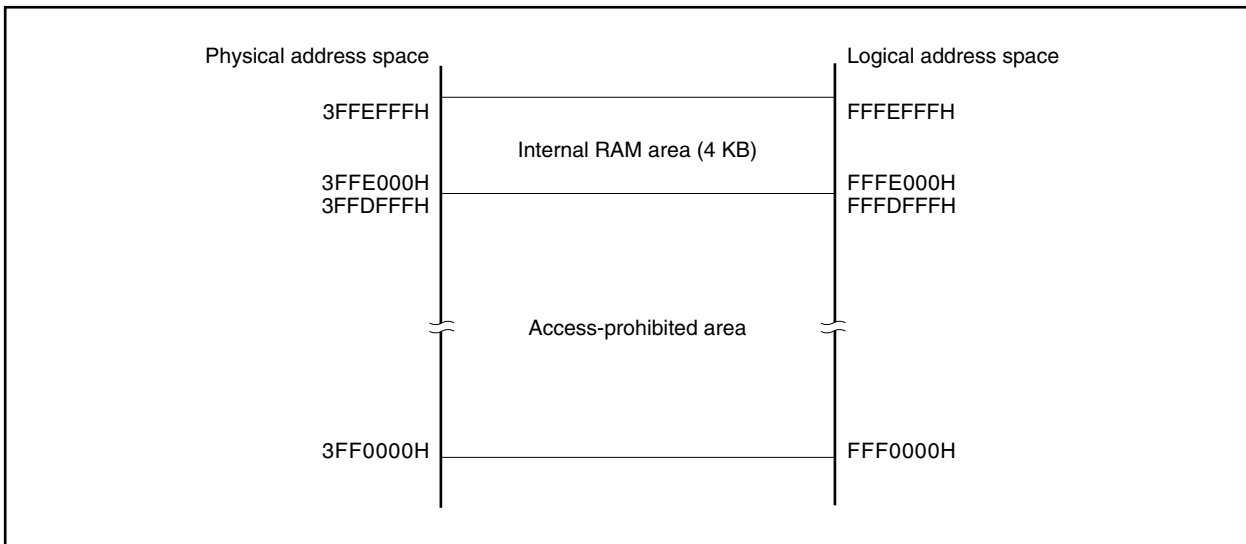 Physical address space
Logical address space
3FFEFFFH
FFFEFFFH
Internal RAM area (4 KB)
3FFE000H
FFFE000H
3FFDFFFH
FFFDFFFH
Access-prohibited area
3FF0000H
FFF0000H